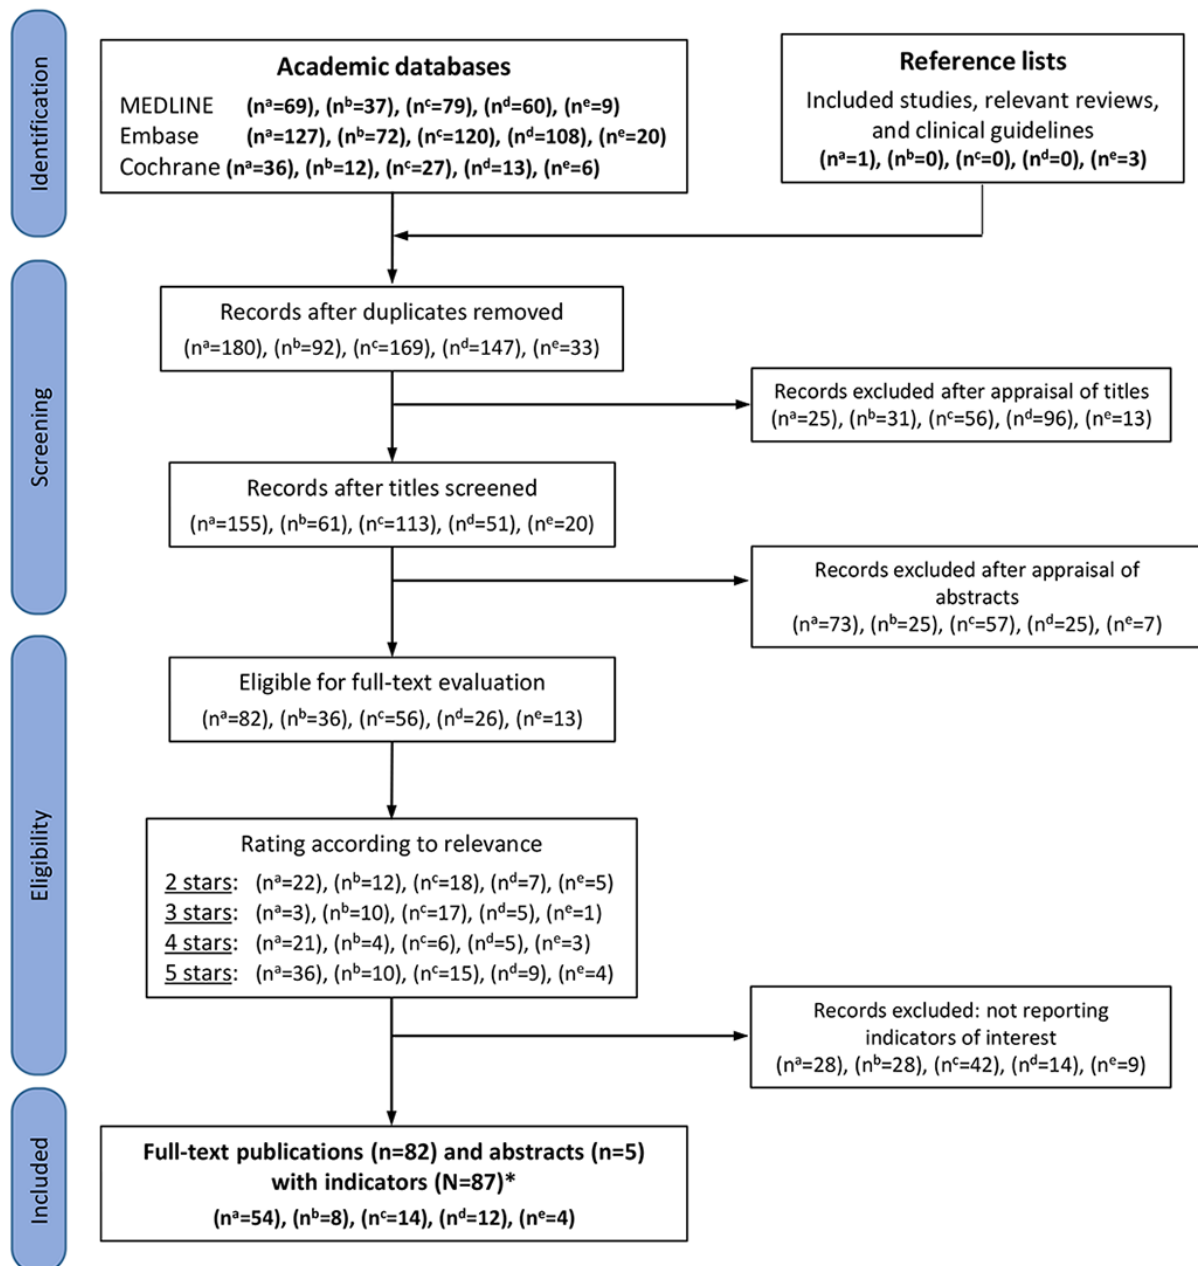 Identification
Academic databases
MEDLINE (nᵃ=69), (nᵇ=37), (nᶜ=79), (nᵈ=60), (nᵉ=9)
Embase (nᵃ=127), (nᵇ=72), (nᶜ=120), (nᵈ=108), (nᵉ=20)
Cochrane (nᵃ=36), (nᵇ=12), (nᶜ=27), (nᵈ=13), (nᵉ=6)
Reference lists
Included studies, relevant reviews,
and clinical guidelines
(nᵃ=1), (nᵇ=0), (nᶜ=0), (nᵈ=0), (nᵉ=3)
Screening
Records after duplicates removed
(nᵃ=180), (nᵇ=92), (nᶜ=169), (nᵈ=147), (nᵉ=33)
Records excluded after appraisal of titles
(nᵃ=25), (nᵇ=31), (nᶜ=56), (nᵈ=96), (nᵉ=13)
Records after titles screened
(nᵃ=155), (nᵇ=61), (nᶜ=113), (nᵈ=51), (nᵉ=20)
Records excluded after appraisal of
abstracts
(nᵃ=73), (nᵇ=25), (nᶜ=57), (nᵈ=25), (nᵉ=7)
Eligibility
Eligible for full-text evaluation
(nᵃ=82), (nᵇ=36), (nᶜ=56), (nᵈ=26), (nᵉ=13)
Rating according to relevance
2 stars: (nᵃ=22), (nᵇ=12), (nᶜ=18), (nᵈ=7), (nᵉ=5)
3 stars: (nᵃ=3), (nᵇ=10), (nᶜ=17), (nᵈ=5), (nᵉ=1)
4 stars: (nᵃ=21), (nᵇ=4), (nᶜ=6), (nᵈ=5), (nᵉ=3)
5 stars: (nᵃ=36), (nᵇ=10), (nᶜ=15), (nᵈ=9), (nᵉ=4)
Records excluded: not reporting
indicators of interest
(nᵃ=28), (nᵇ=28), (nᶜ=42), (nᵈ=14), (nᵉ=9)
Included
Full-text publications (n=82) and abstracts (n=5)
with indicators (N=87)*
(nᵃ=54), (nᵇ=8), (nᶜ=14), (nᵈ=12), (nᵉ=4)